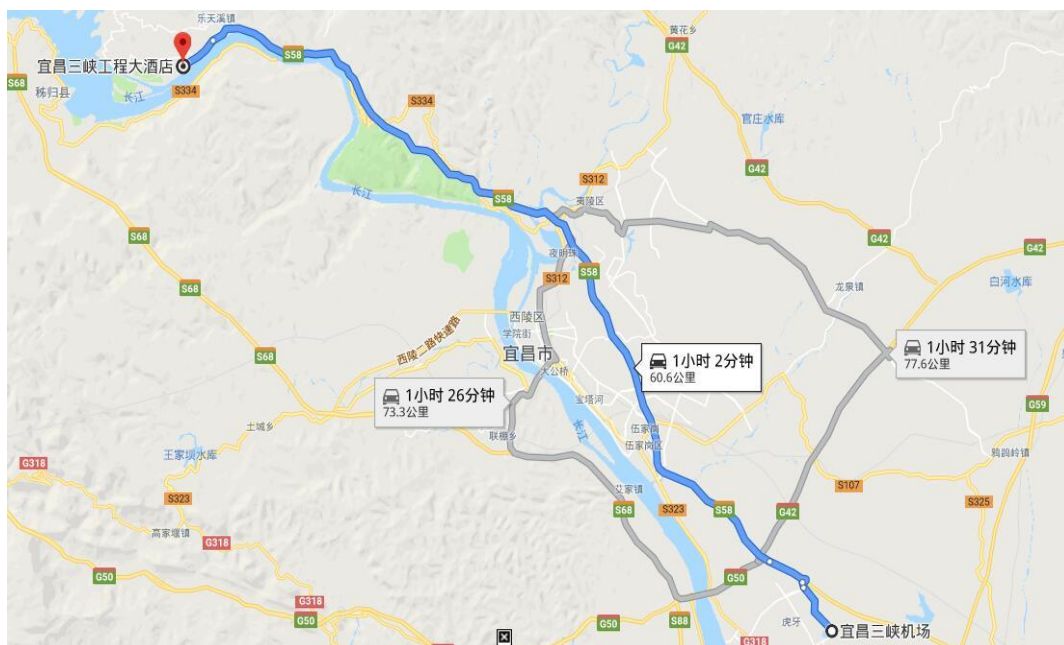 乐天溪镇
黄花乡
G42
S58
S58
宜昌三峡工程大酒店
S68
秭归县
长江
S334
S334
G42
官庄水库
G42
S312
长江
S58
夷陵区
S68
G42
G42
夜明珠
S58
S312
白河水库
龙泉镇
S68
西陵二路快速路
西陵区
学院街
宜昌市
1小时 31分钟
77.6公里
S68
1小时 2分钟
60.6公里
大公桥
1小时 26分钟
73.3公里
宝塔河
G59
土城乡
长江
联棚乡
伍家岗
伍家岗区
王家坝水库
鸦鹊岭镇
G318
艾家镇
S107
S323
S68
S323
S58
G42
S325
高家堰镇
G318
G50
G50
G318
G50
S88
虎牙
宜昌三峡机场
G318